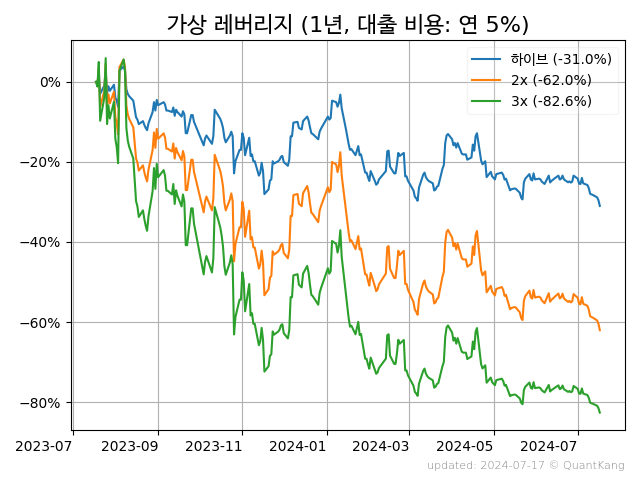 가상 레버리지 (1년, 대출 비용: 연 5%)
하이브 (-31.0%)
2x (-62.0%)
3x (-82.6%)
0%
−20%
−40%
−60%
−80%
2023-07 2023-09 2023-11 2024-01 2024-03 2024-05 2024-07
updated: 2024-07-17 © QuantKang